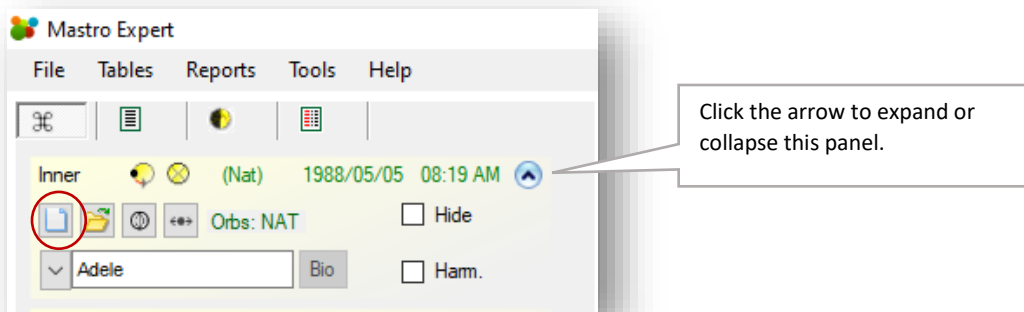 Mastro Expert
File Tables Reports Tools Help
Click the arrow to expand or
collapse this panel.
Inner (Nat) 1988/05/05 08:19 AM
Orbs: NAT Hide
Adele Bio Harm.